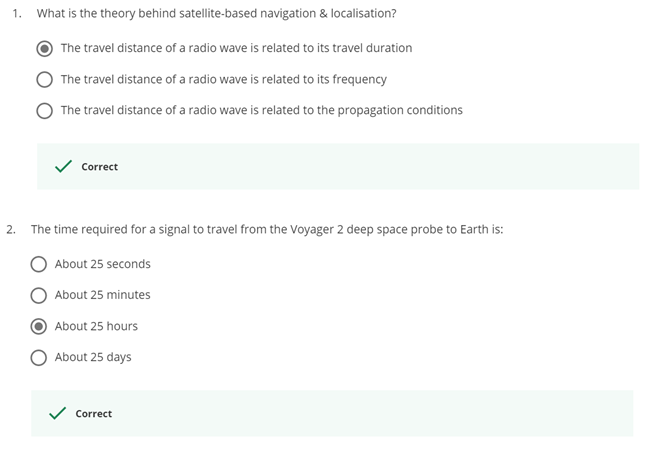 1. What is the theory behind satellite-based navigation & localisation?
The travel distance of a radio wave is related to its travel duration
The travel distance of a radio wave is related to its frequency
The travel distance of a radio wave is related to the propagation conditions
Correct
2. The time required for a signal to travel from the Voyager 2 deep space probe to Earth is:
About 25 seconds
About 25 minutes
About 25 hours
About 25 days
Correct